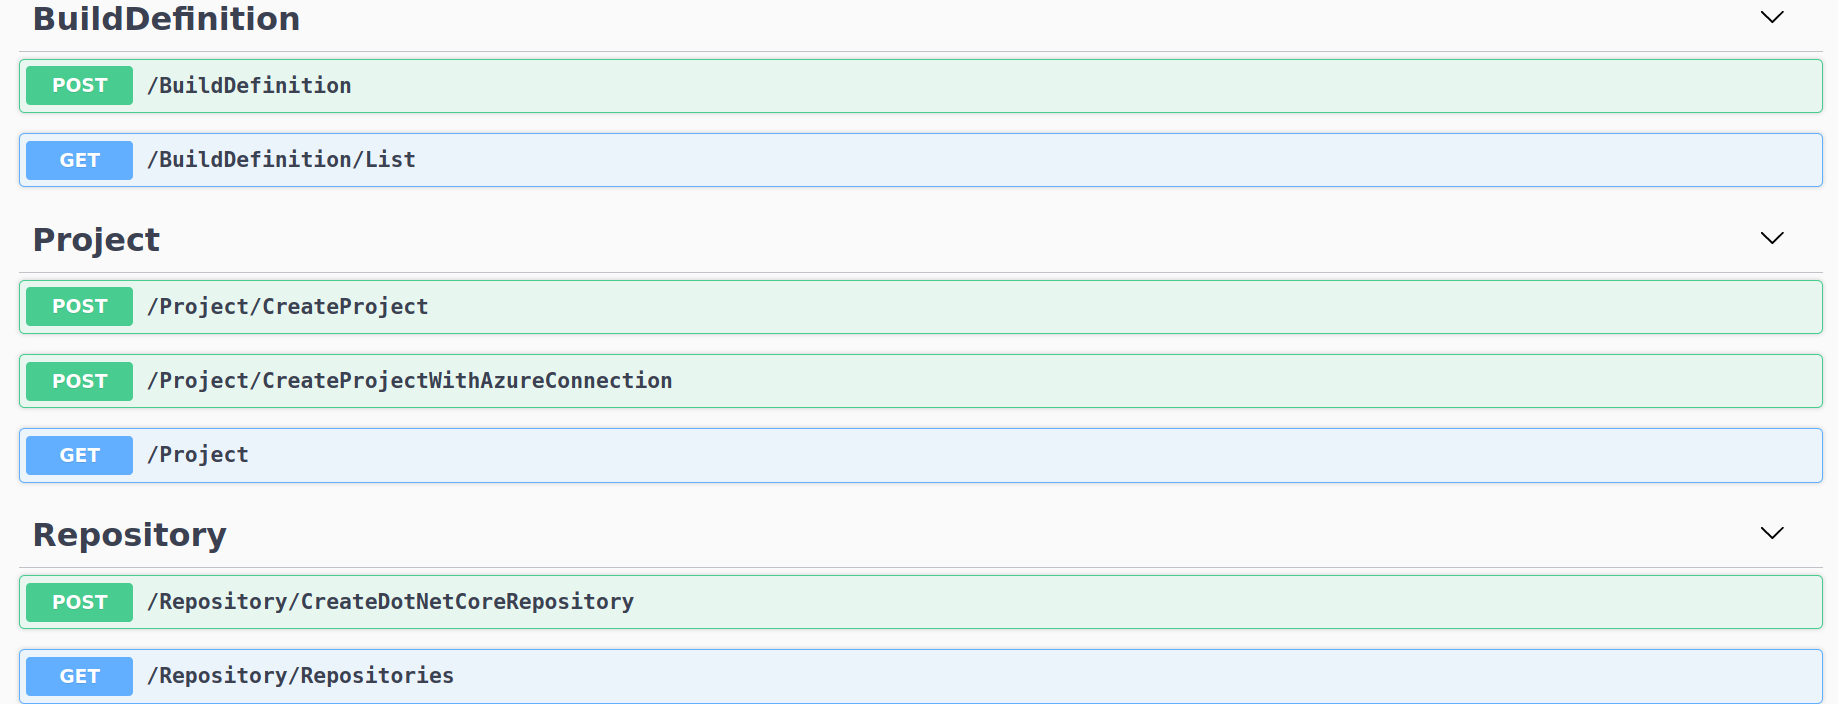 BuildDefinition
POST /BuildDefinition
GET /BuildDefinition/List
Project
POST /Project/CreateProject
POST /Project/CreateProjectWithAzureConnection
GET /Project
Repository
POST /Repository/CreateDotNetCoreRepository
GET /Repository/Repositories